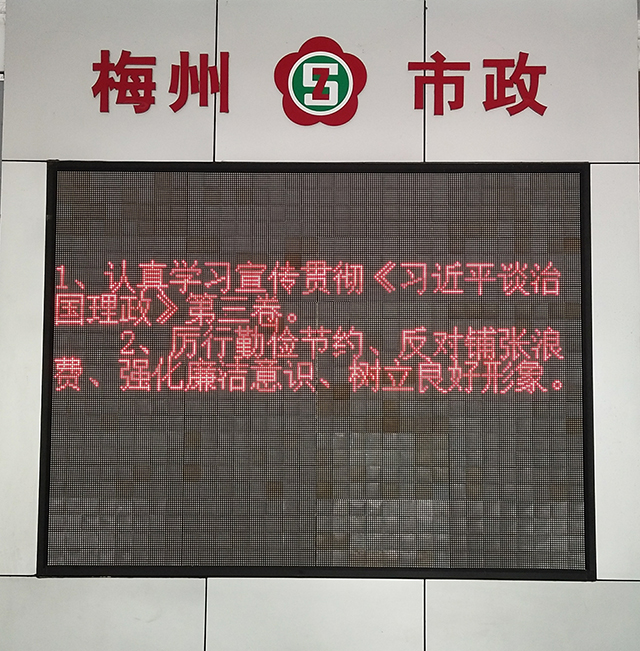 梅州 SZ 市政
1、认真学习宣传贯彻《习近平谈治
国理政》第三卷。
2、厉行勤俭节约、反对铺张浪
费、强化廉洁意识、树立良好形象。